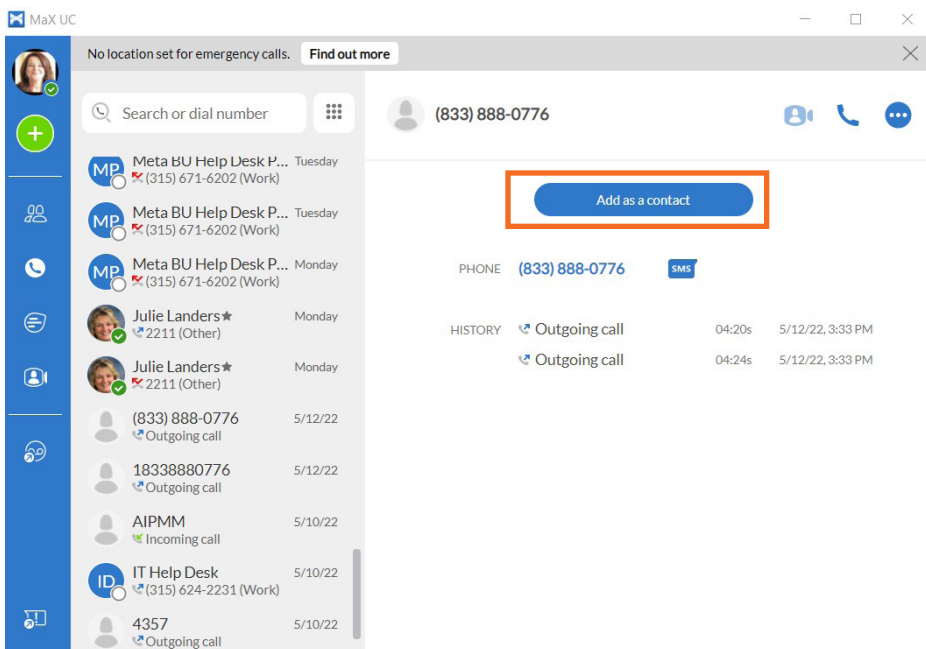 MaX UC
No location set for emergency calls. Find out more
Search or dial number
MP Meta BU Help Desk P... Tuesday
(315) 671-6202 (Work)
MP Meta BU Help Desk P... Tuesday
(315) 671-6202 (Work)
MP Meta BU Help Desk P... Monday
(315) 671-6202 (Work)
Julie Landers★ Monday
2211 (Other)
Julie Landers★ Monday
2211 (Other)
(833) 888-0776 5/12/22
Outgoing call
18338880776 5/12/22
Outgoing call
AIPMM 5/10/22
Incoming call
ID IT Help Desk 5/10/22
(315) 624-2231 (Work)
4357 5/10/22
Outgoing call
(833) 888-0776
Add as a contact
PHONE (833) 888-0776 SMS
HISTORY Outgoing call 04:20s 5/12/22, 3:33 PM
Outgoing call 04:24s 5/12/22, 3:33 PM